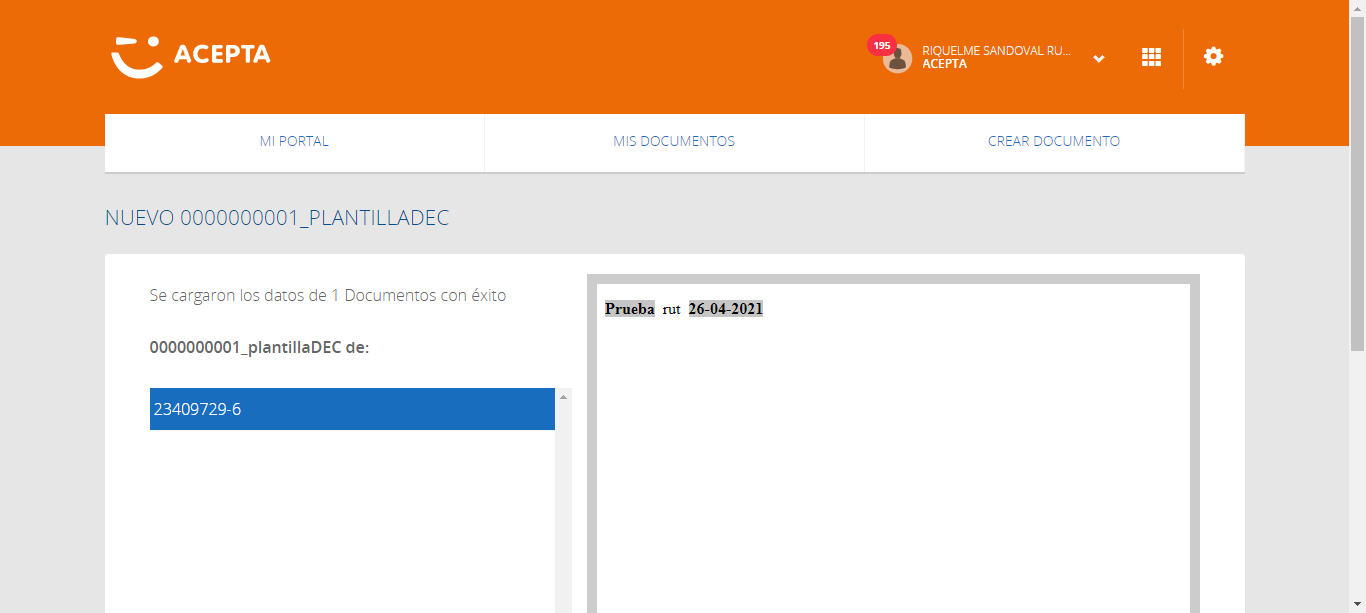 ACEPTA
195
RIQUELME SANDOVAL RU...
ACEPTA
MI PORTAL
MIS DOCUMENTOS
CREAR DOCUMENTO
NUEVO 0000000001_PLANTILLADEC
Se cargaron los datos de 1 Documentos con éxito
0000000001_plantillaDEC de:
23409729-6
Prueba rut 26-04-2021